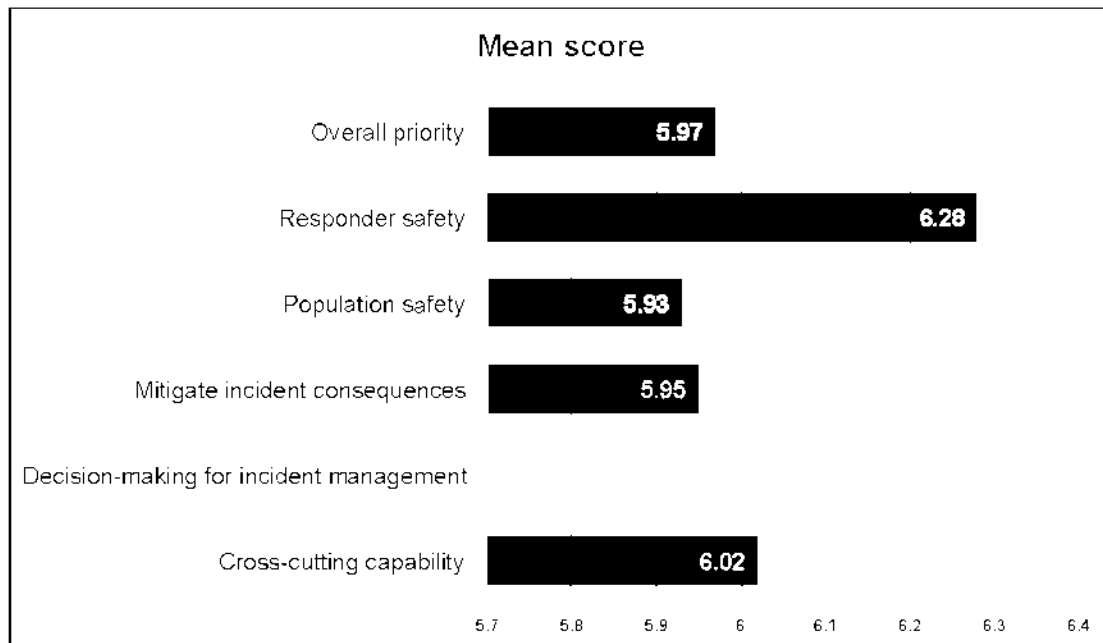 Mean score
Overall priority 5.97
Responder safety 6.28
Population safety 5.93
Mitigate incident consequences 5.95
Decision-making for incident management
Cross-cutting capability 6.02
5.7 5.8 5.9 6 6.1 6.2 6.3 6.4